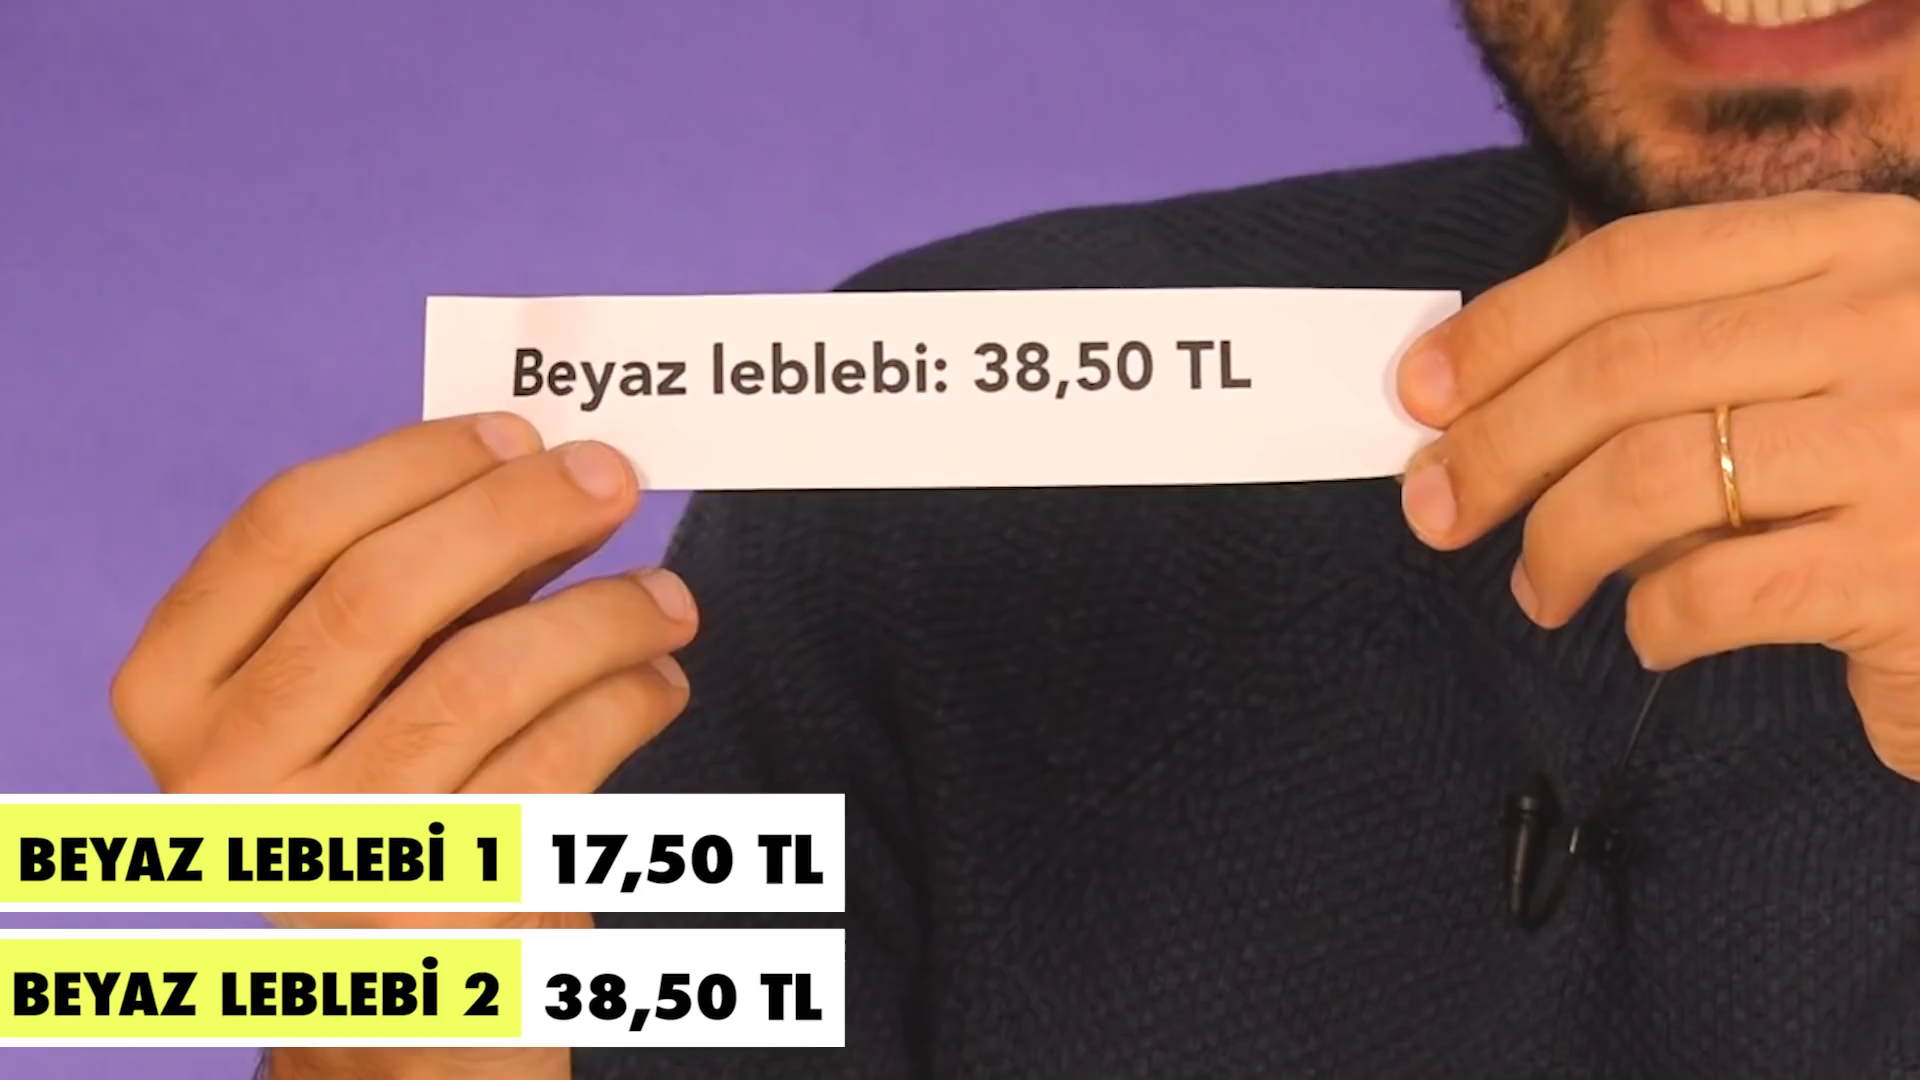 Beyaz leblebi: 38,50 TL
BEYAZ LEBLEBİ 1 17,50 TL
BEYAZ LEBLEBİ 2 38,50 TL